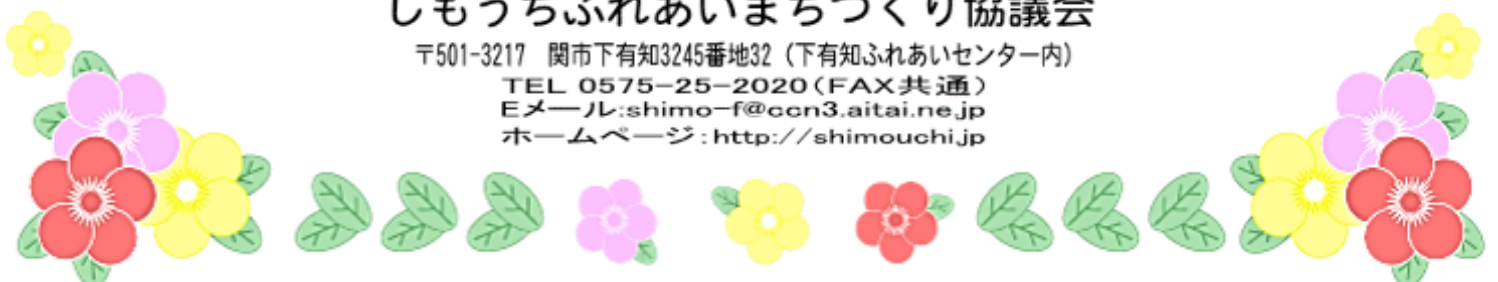 しもうちふれあいまちづくり協議会
〒501-3217　関市下有知3245番地32（下有知ふれあいセンター内）
TEL 0575-25-2020(FAX共通)
Eメール:shimo-f@ccn3.aitai.ne.jp
ホームページ:http://shimouchi.jp